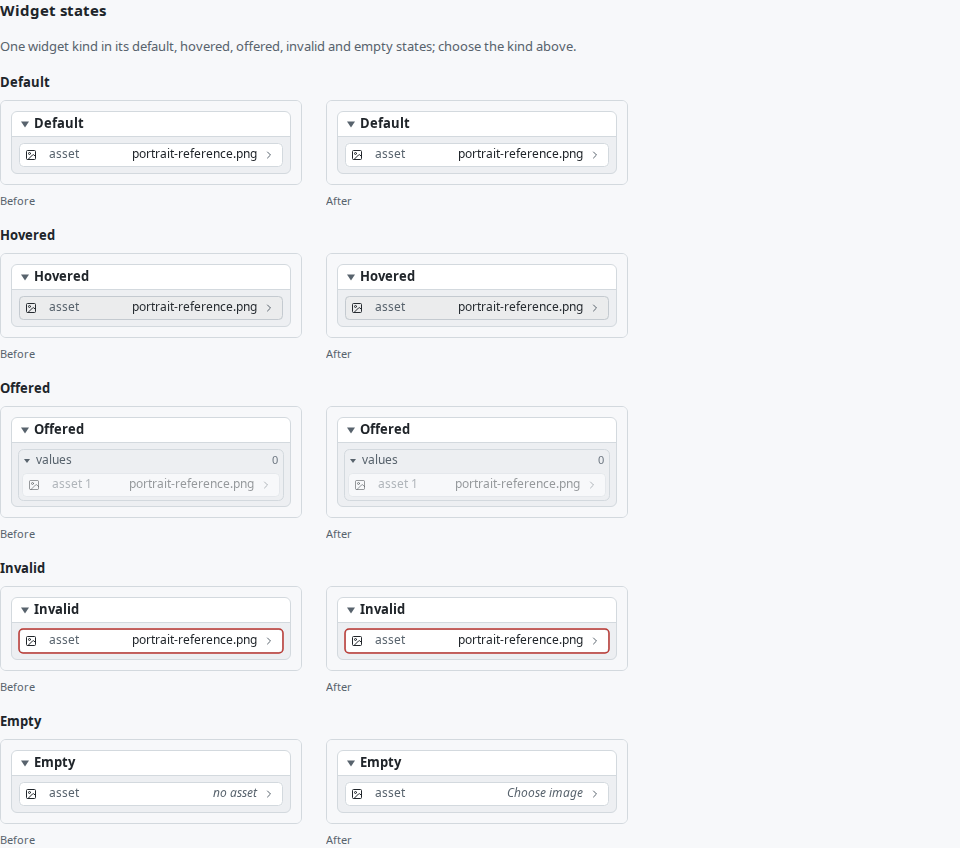 Widget states
One widget kind in its default, hovered, offered, invalid and empty states; choose the kind above.
Default
Default
asset portrait-reference.png
Before
Default
asset portrait-reference.png
After
Hovered
Hovered
asset portrait-reference.png
Before
Hovered
asset portrait-reference.png
After
Offered
Offered
values 0
asset 1 portrait-reference.png
Before
Offered
values 0
asset 1 portrait-reference.png
After
Invalid
Invalid
asset portrait-reference.png
Before
Invalid
asset portrait-reference.png
After
Empty
Empty
asset no asset
Before
Empty
asset Choose image
After